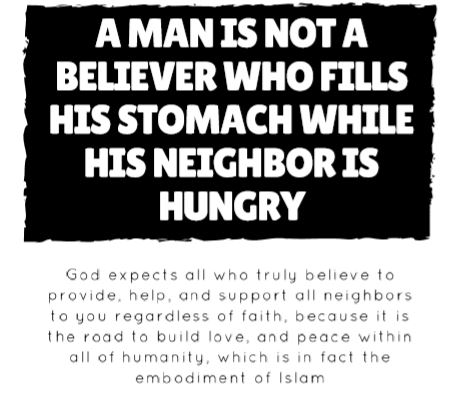 A MAN IS NOT A
BELIEVER WHO FILLS
HIS STOMACH WHILE
HIS NEIGHBOR IS
HUNGRY
God expects all who truly believe to
provide, help, and support all neighbors
to you regardless of faith, because it is
the road to build love, and peace within
all of humanity, which is in fact the
embodiment of Islam